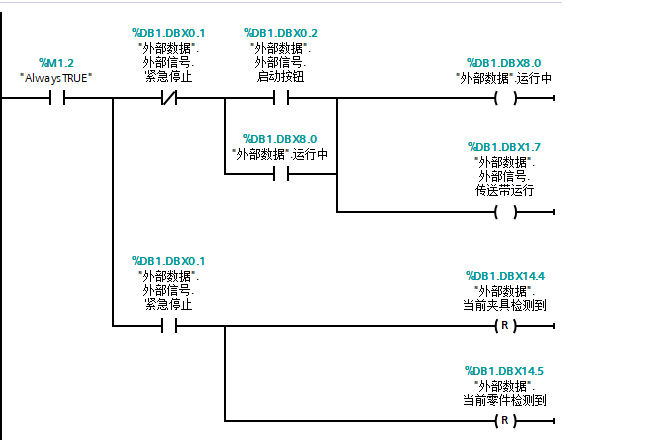 %DB1.DBX0.1
"外部数据".
外部信号.
紧急停止
%DB1.DBX0.2
"外部数据".
外部信号.
启动按钮
%M1.2
"AlwaysTRUE"
%DB1.DBX8.0
"外部数据".运行中
%DB1.DBX8.0
"外部数据".运行中
%DB1.DBX1.7
"外部数据".
外部信号.
传送带运行
%DB1.DBX0.1
"外部数据".
外部信号.
紧急停止
%DB1.DBX14.4
"外部数据".
当前夹具检测到
R
%DB1.DBX14.5
"外部数据".
当前零件检测到
R